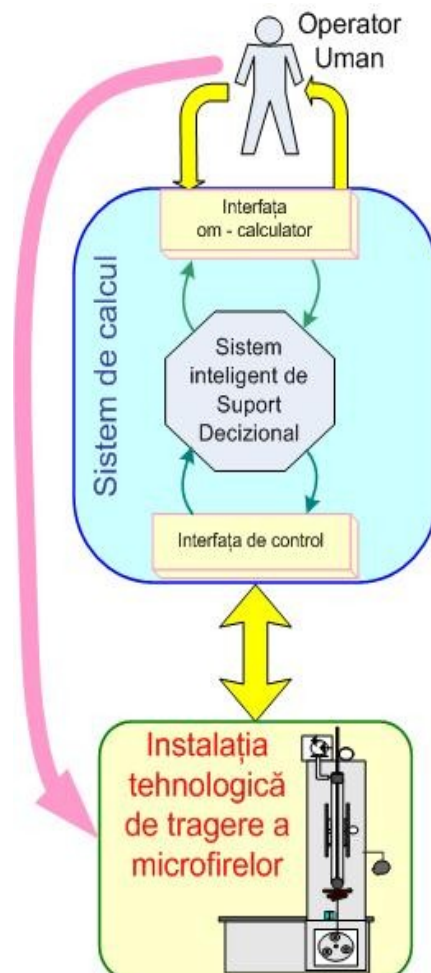 Operator
Uman
Interfața
om - calculator
Sistem de calcul
Sistem
inteligent de
Suport
Decizional
Interfața de control
Instalația
tehnologică
de tragere a
microfirelor